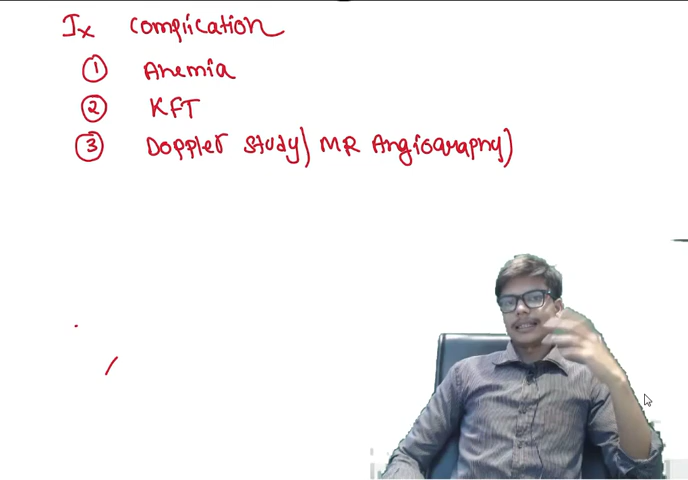 Ix Complication
① Anemia
② KFT
③ Doppler Study) MR Angiography)